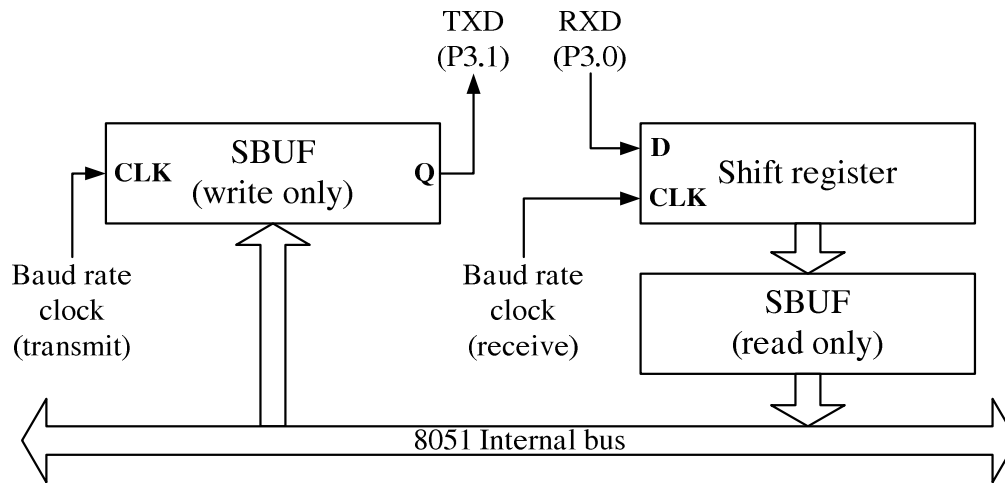 TXD
(P3.1)
RXD
(P3.0)
CLK
SBUF
(write only)
Q
D
CLK
Shift register
Baud rate
clock
(transmit)
Baud rate
clock
(receive)
SBUF
(read only)
8051 Internal bus